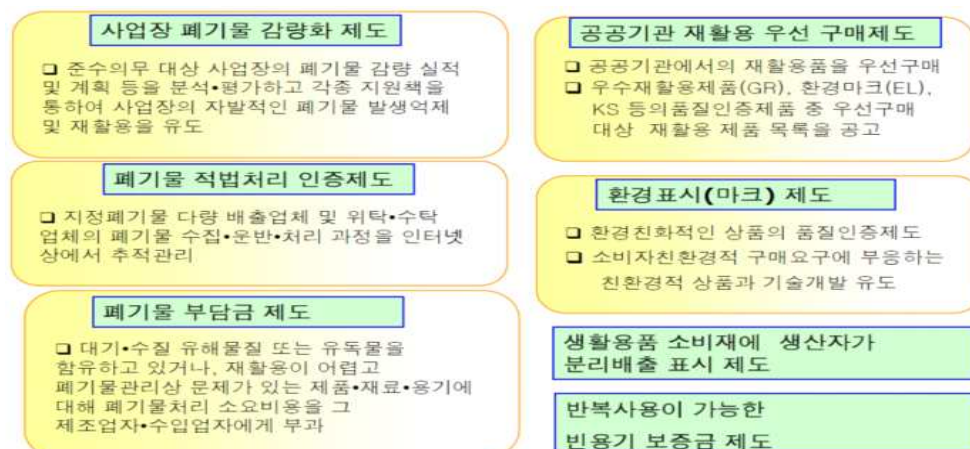 사업장 폐기물 감량화 제도
❏ 준수의무 대상 사업장의 폐기물 감량 실적
및 계획 등을 분석•평가하고 각종 지원책을
통하여 사업장의 자발적인 폐기물 발생억제
및 재활용을 유도
폐기물 적법처리 인증제도
❏ 지정폐기물 다량 배출업체 및 위탁•수탁
업체의 폐기물 수집•운반•처리 과정을 인터넷
상에서 추적관리
폐기물 부담금 제도
❏ 대기•수질 유해물질 또는 유독물을
함유하고 있거나, 재활용이 어렵고
폐기물관리상 문제가 있는 제품•재료•용기에
대해 폐기물처리 소요비용을 그
제조업자•수입업자에게 부과
공공기관 재활용 우선 구매제도
❏ 공공기관에서의 재활용품을 우선구매
❏ 우수재활용제품(GR), 환경마크(EL),
KS 등의품질인증제품 중 우선구매
대상 재활용 제품 목록을 공고
환경표시(마크) 제도
❏ 환경친화적인 상품의 품질인증제도
❏ 소비자친환경적 구매요구에 부응하는
친환경적 상품과 기술개발 유도
생활용품 소비재에 생산자가
분리배출 표시 제도
반복사용이 가능한
빈용기 보증금 제도